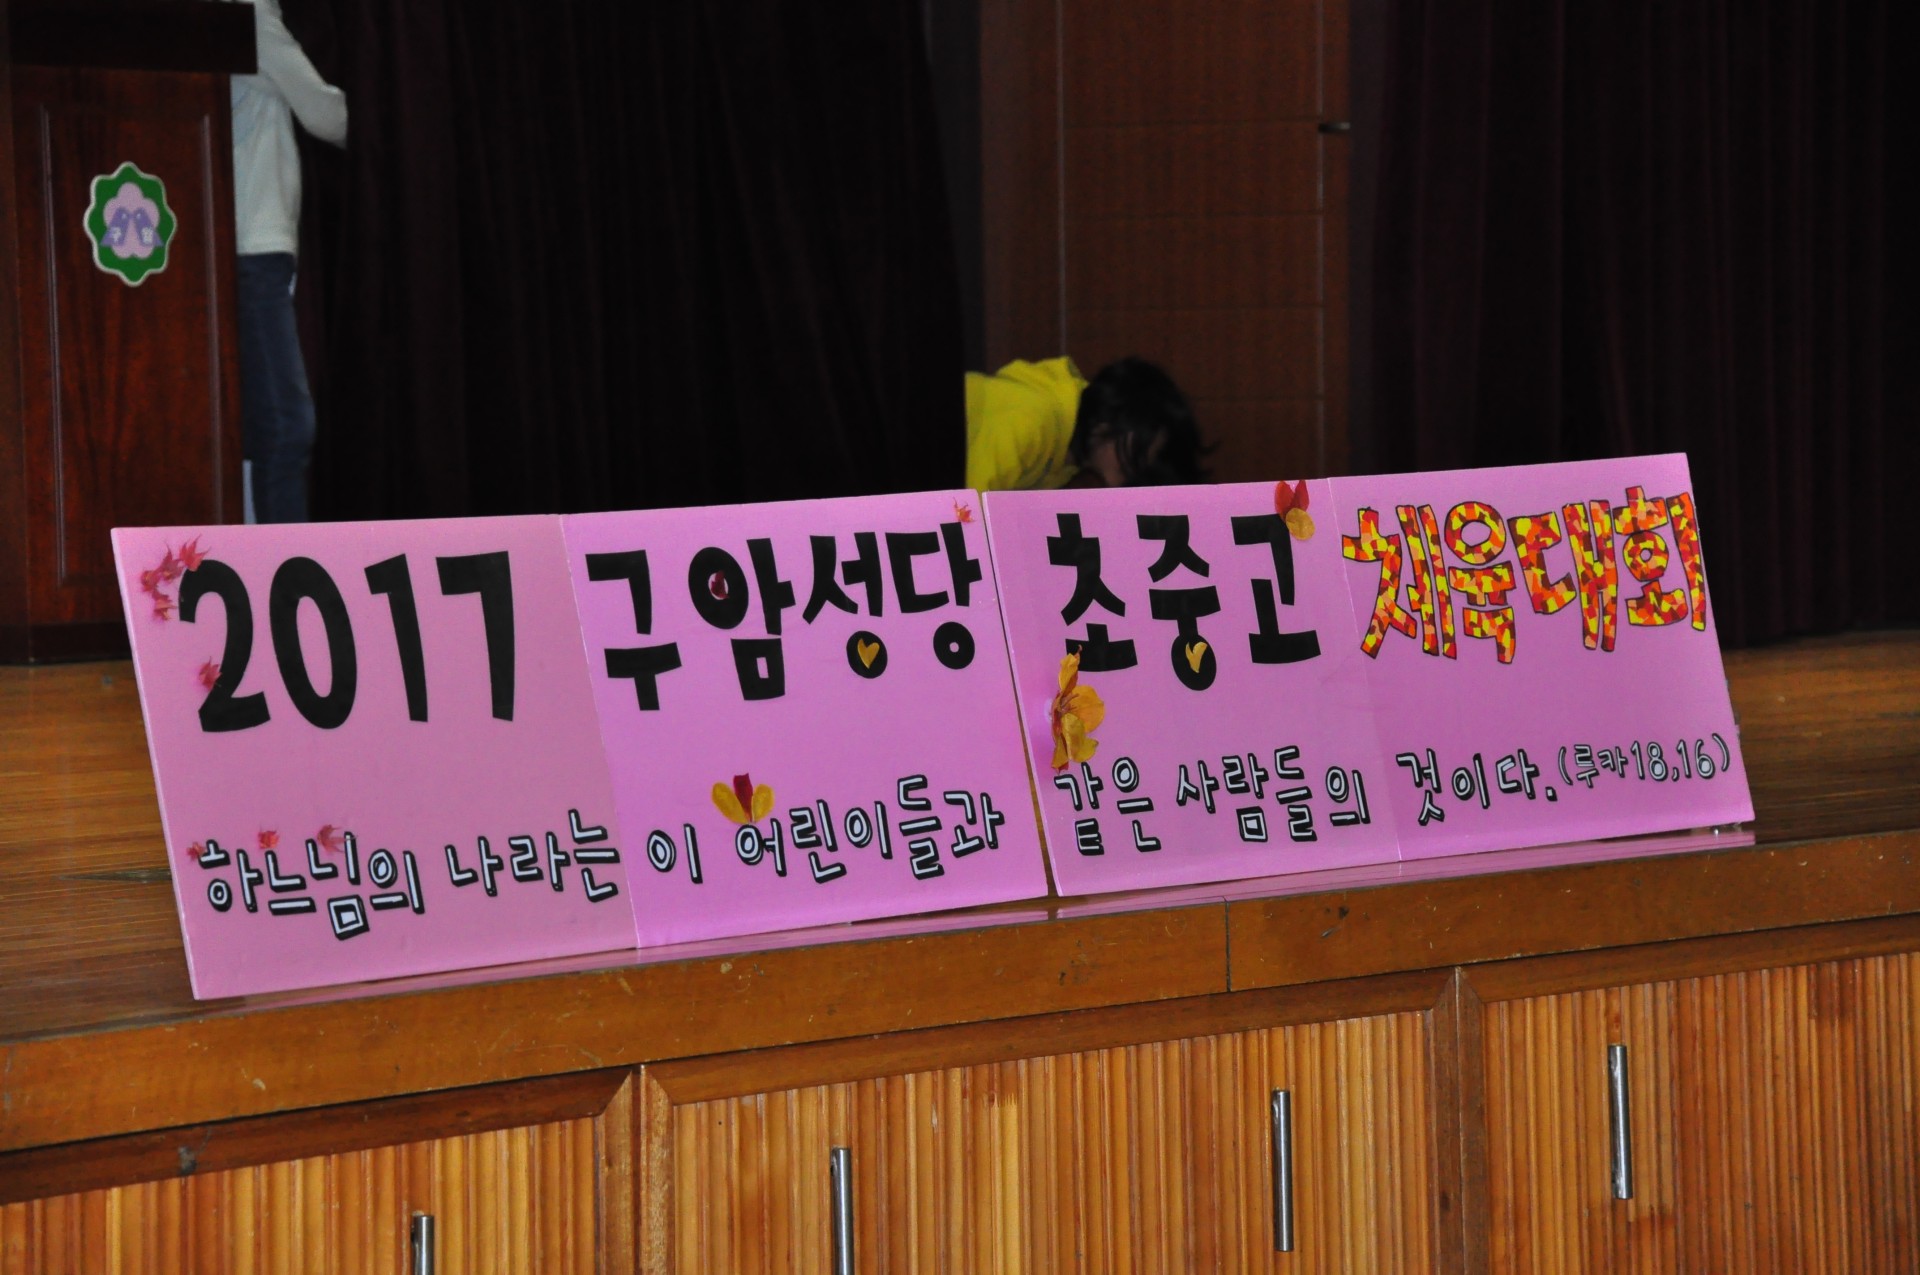 구암
2017 구암성당 초중고 체육대회
하느님의 나라는 이 어린이들과 같은 사람들의 것이다.(루카18,16)